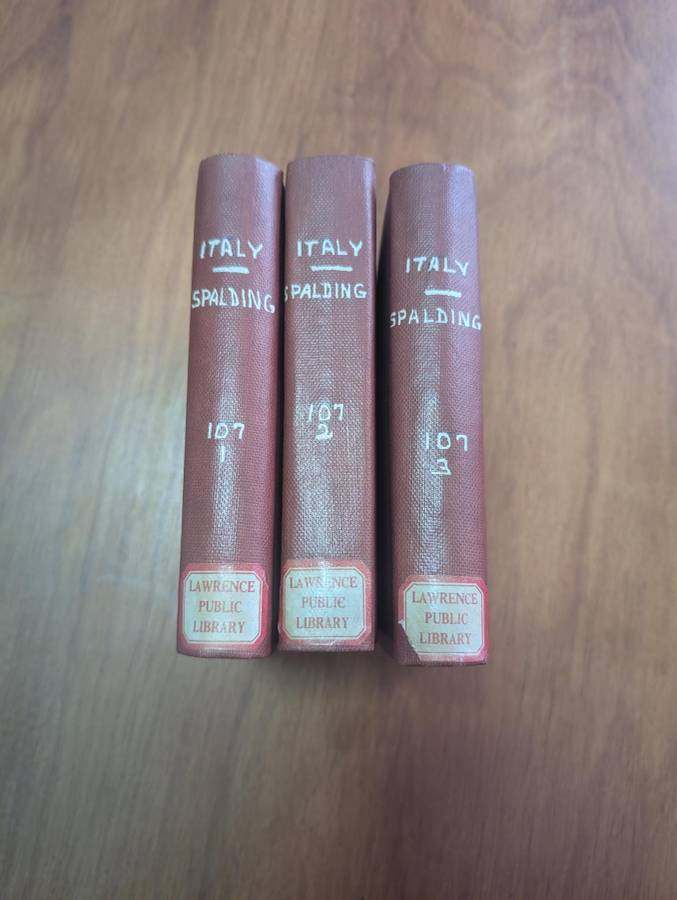 ITALY
SPALDING
107
1
LAWRENCE
PUBLIC
LIBRARY
ITALY
SPALDING
107
2
LAWRENCE
PUBLIC
LIBRARY
ITALY
SPALDING
107
3
LAWRENCE
PUBLIC
LIBRARY